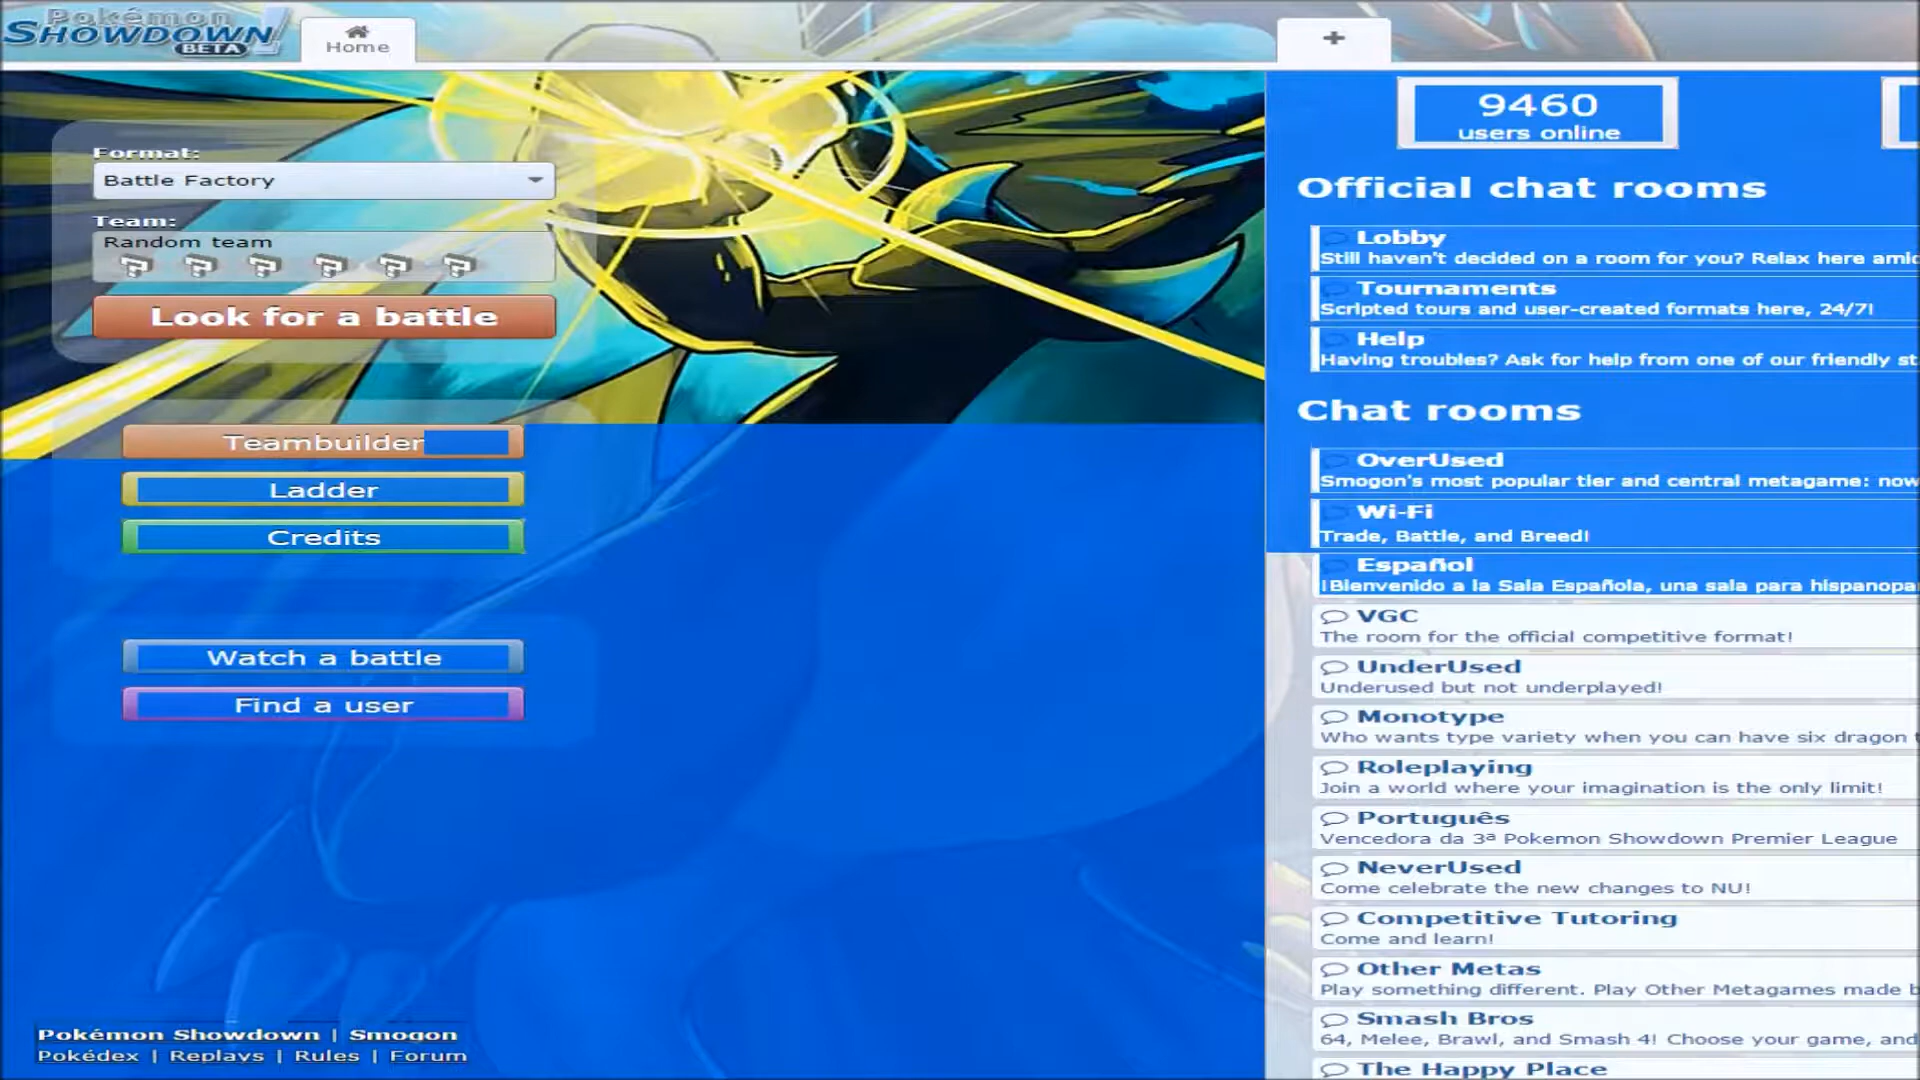 Pokémon
SHOWDOWN!
BETA
Home
+
Format:
Battle Factory
Team:
Random team
? ? ? ? ? ?
Look for a battle
Teambuilder
Ladder
Credits
Watch a battle
Find a user
Pokémon Showdown | Smogon
Pokédex | Replays | Rules | Forum
9460
users online
Official chat rooms
Lobby
Still haven't decided on a room for you? Relax here amid
Tournaments
Scripted tours and user-created formats here, 24/7!
Help
Having troubles? Ask for help from one of our friendly st
Chat rooms
OverUsed
Smogon's most popular tier and central metagame: now
Wi-Fi
Trade, Battle, and Breed!
Español
¡Bienvenido a la Sala Española, una sala para hispanopa
VGC
The room for the official competitive format!
UnderUsed
Underused but not underplayed!
Monotype
Who wants type variety when you can have six dragon t
Roleplaying
Join a world where your imagination is the only limit!
Português
Vencedora da 3ª Pokemon Showdown Premier League
NeverUsed
Come celebrate the new changes to NU!
Competitive Tutoring
Come and learn!
Other Metas
Play something different. Play Other Metagames made b
Smash Bros
64, Melee, Brawl, and Smash 4! Choose your game, and
The Happy Place